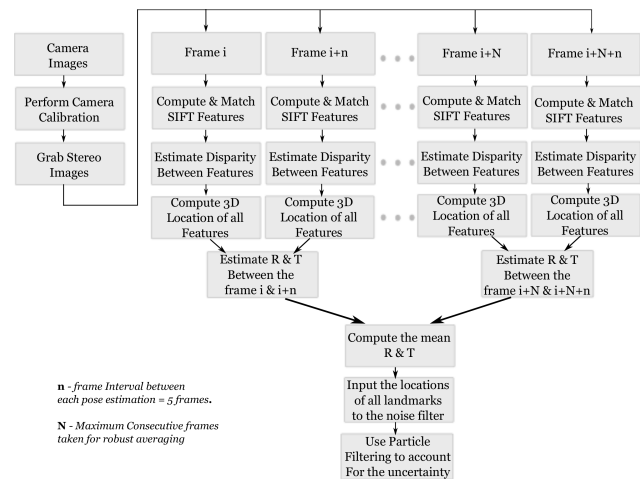 Camera
Images
Perform Camera
Calibration
Grab Stereo
Images
Frame i
Compute & Match
SIFT Features
Estimate Disparity
Between Features
Compute 3D
Location of all
Features
Frame i+n
Compute & Match
SIFT Features
Estimate Disparity
Between Features
Compute 3D
Location of all
Features
Frame i+N
Compute & Match
SIFT Features
Estimate Disparity
Between Features
Compute 3D
Location of all
Features
Frame i+N+n
Compute & Match
SIFT Features
Estimate Disparity
Between Features
Compute 3D
Location of all
Features
Estimate R & T
Between the
frame i & i+n
Estimate R & T
Between the
frame i+N & i+N+n
Compute the mean
R & T
Input the locations
of all landmarks
to the noise filter
Use Particle
Filtering to account
For the uncertainty
n - frame Interval between
each pose estimation = 5 frames.
N - Maximum Consecutive frames
taken for robust averaging